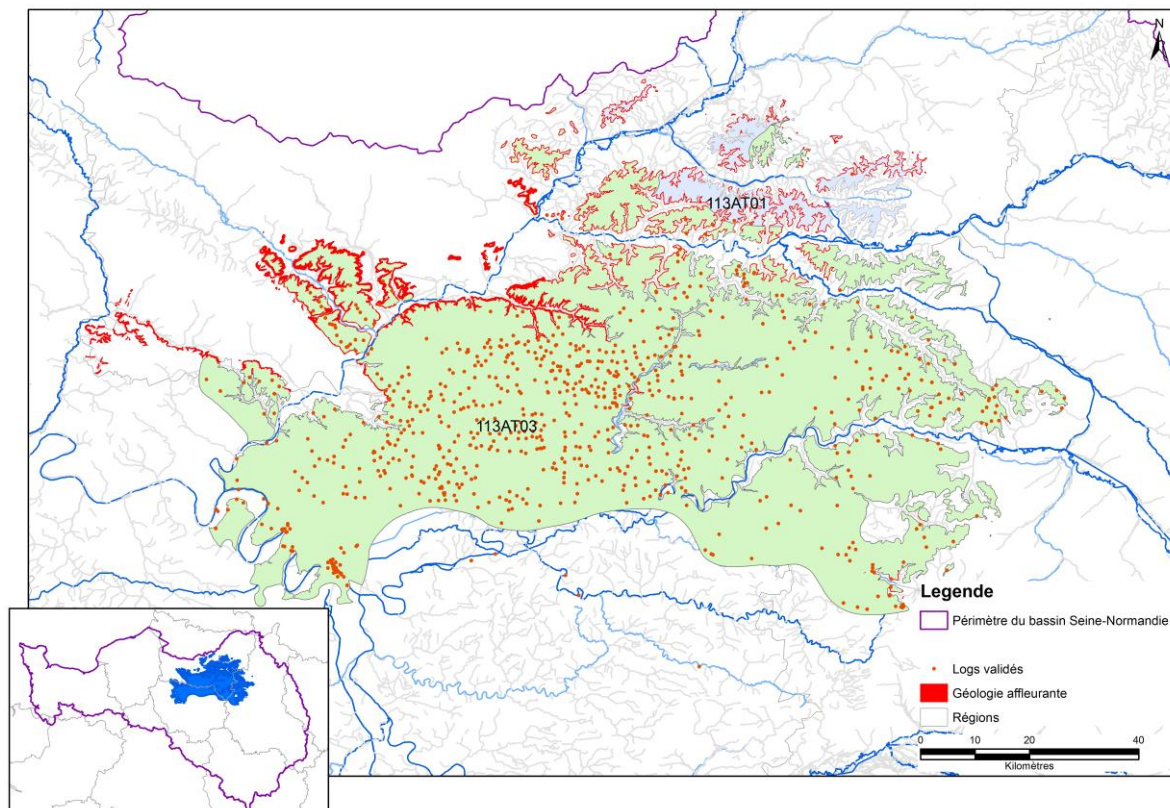 N
113AT01
113AT03
Legende
Périmètre du bassin Seine-Normandie
Logs validés
Géologie affleurante
Régions
0 10 20 40
Kilomètres